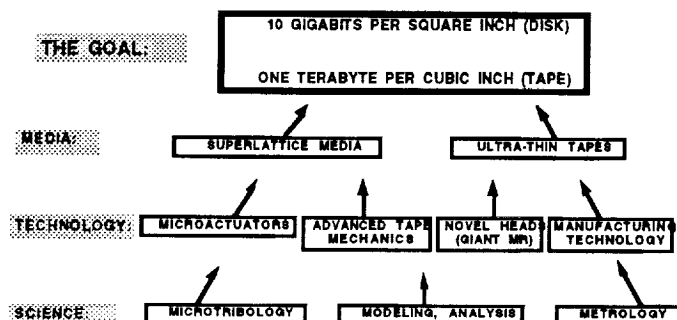 10 GIGABITS PER SQUARE INCH (DISK)
THE GOAL:
ONE TERABYTE PER CUBIC INCH (TAPE)
MEDIA:
SUPERLATTICE MEDIA
ULTRA-THIN TAPES
TECHNOLOGY:
MICROACTUATORS
ADVANCED TAPE
MECHANICS
NOVEL HEADS
(GIANT MR)
MANUFACTURING
TECHNOLOGY
SCIENCE:
MICROTRIBOLOGY
MODELING, ANALYSIS
METROLOGY